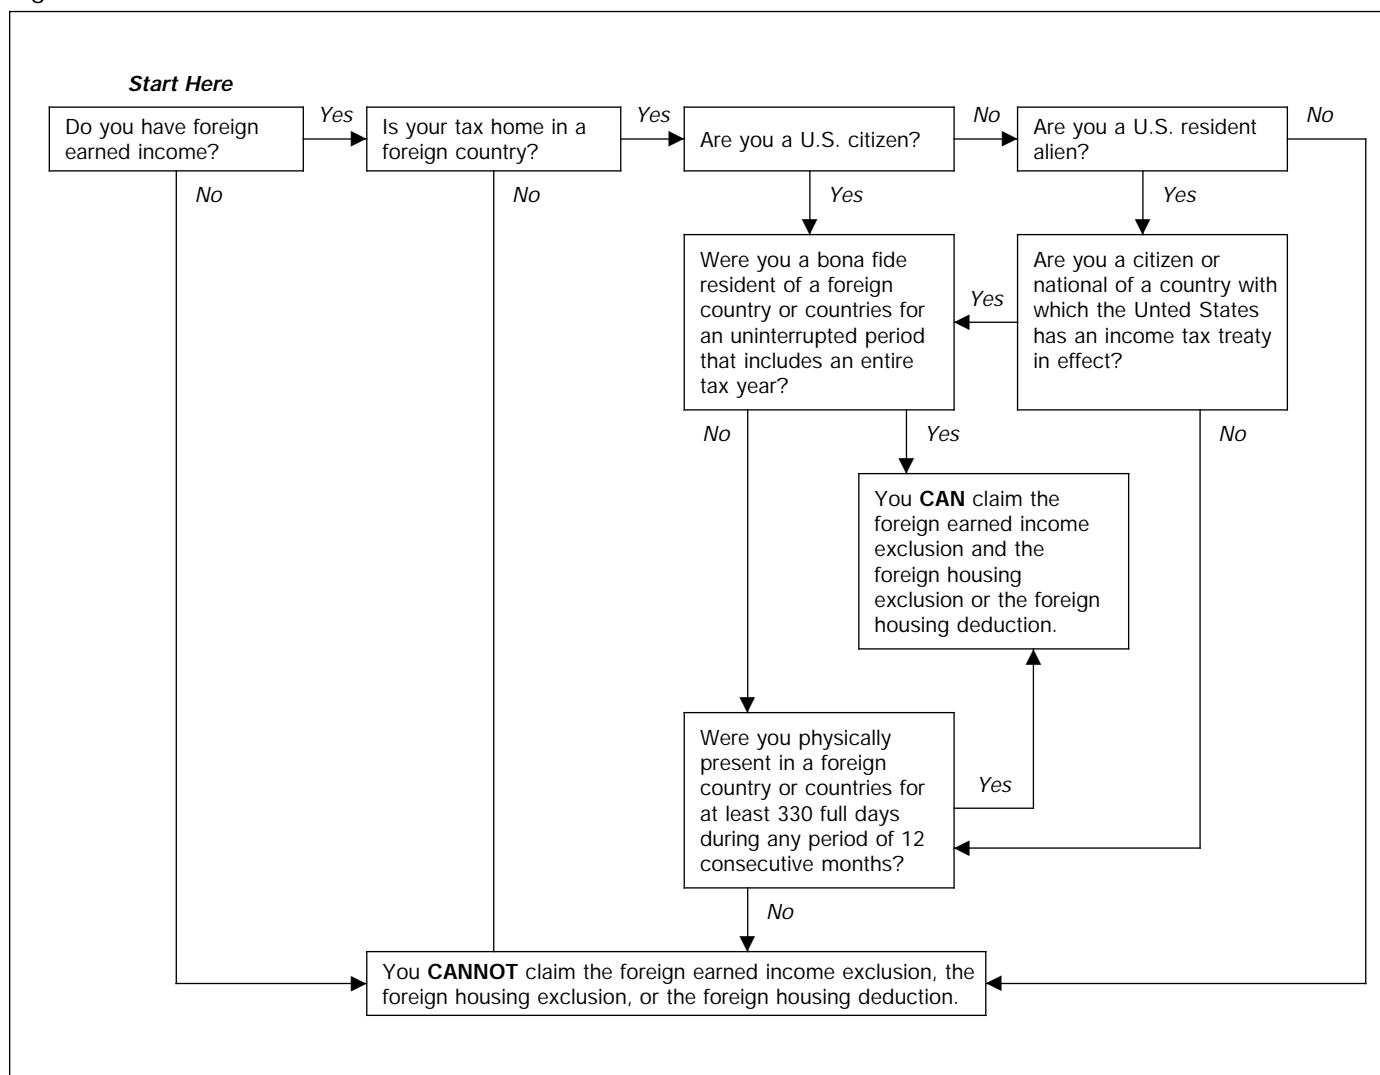 Start Here
Do you have foreign
earned income?
Yes
Is your tax home in a
foreign country?
Yes
Are you a U.S. citizen?
No
Are you a U.S. resident
alien?
No
No
No
Yes
Yes
Were you a bona fide
resident of a foreign
country or countries for
an uninterrupted period
that includes an entire
tax year?
Yes
Are you a citizen or
national of a country with
which the Unted States
has an income tax treaty
in effect?
No
Yes
No
You CAN claim the
foreign earned income
exclusion and the
foreign housing
exclusion or the foreign
housing deduction.
Were you physically
present in a foreign
country or countries for
at least 330 full days
during any period of 12
consecutive months?
Yes
No
You CANNOT claim the foreign earned income exclusion, the
foreign housing exclusion, or the foreign housing deduction.